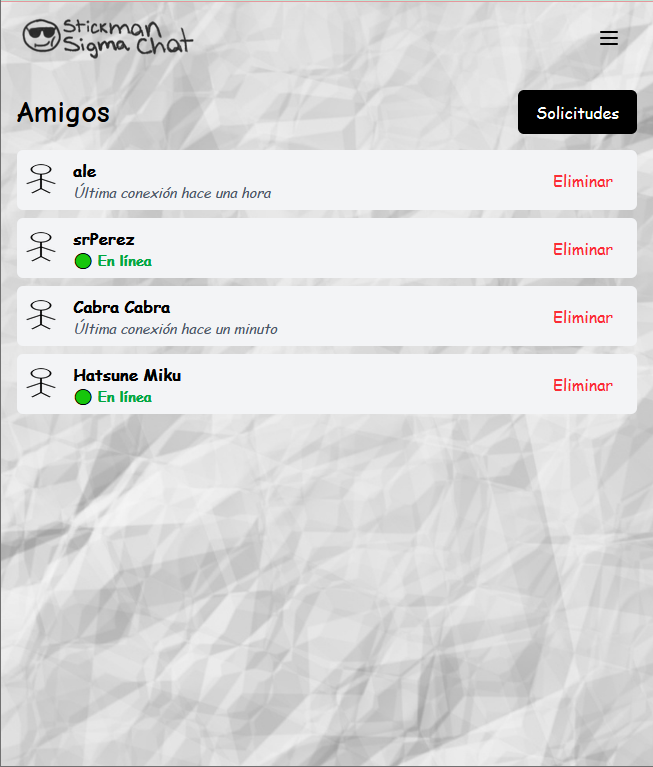 Stickman
Sigma Chat
Amigos
Solicitudes
ale
Última conexión hace una hora
Eliminar
srPerez
En línea
Eliminar
Cabra Cabra
Última conexión hace un minuto
Eliminar
Hatsune Miku
En línea
Eliminar